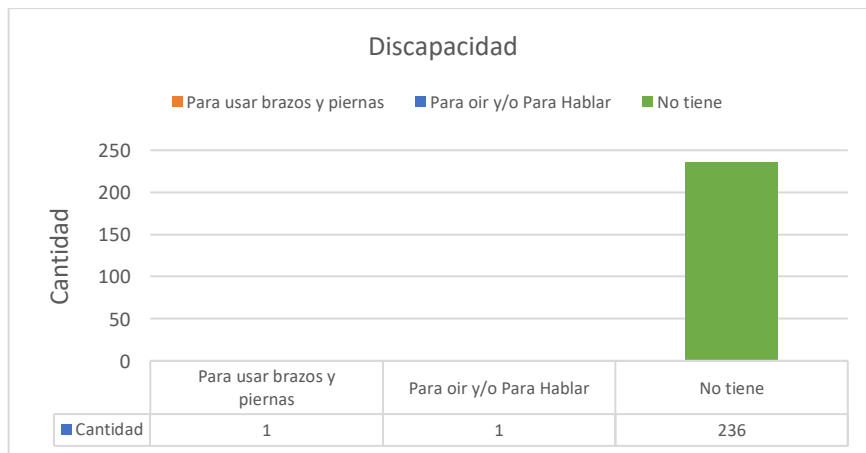 Discapacidad
Para usar brazos y piernas Para oir y/o Para Hablar No tiene
Cantidad
250
200
150
100
50
0
Para usar brazos y
piernas
Para oir y/o Para Hablar
No tiene
Cantidad 1 1 236